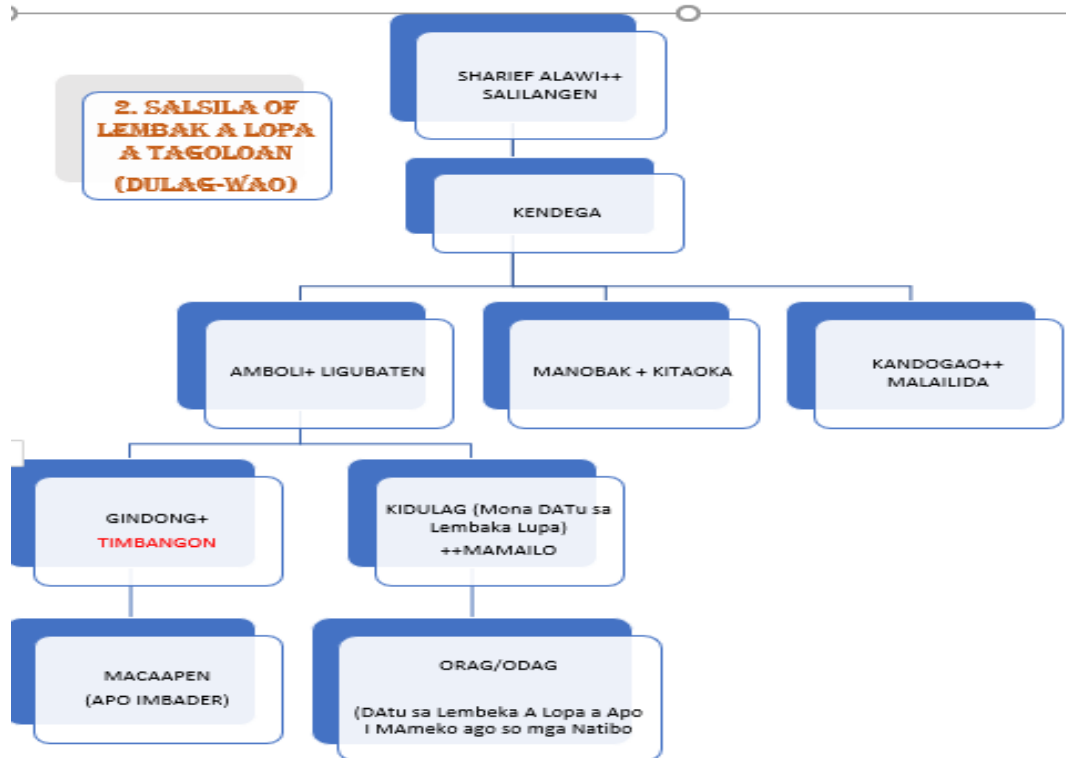 2. SALSILA OF
LEMBAK A LOPA
A TAGOLOAN
(DULAG-WAO)
SHARIEF ALAWI++
SALILANGEN
KENDEGA
AMBOLI+ LIGUBATEN
MANOBAK + KITAOKA
KANDOGAO++
MALAILIDA
GINDONG+
TIMBANGON
KIDULAG (Mona DATu sa
Lembaka Lupa)
++MAMAILO
MACAAPEN
(APO IMBADER)
ORAG/ODAG
(DAtu sa Lembeka A Lopa a Apo
I MAmeko ago so mga Natibo